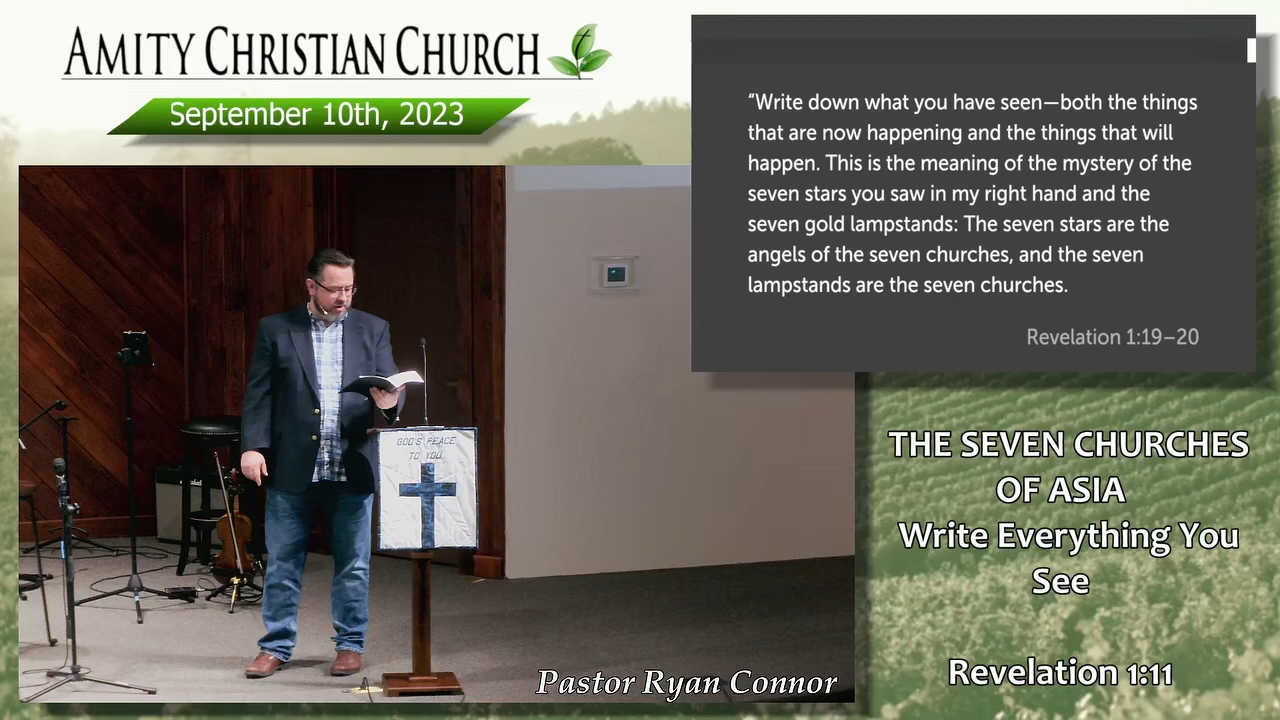 AMITY CHRISTIAN CHURCH
September 10th, 2023
“Write down what you have seen—both the things
that are now happening and the things that will
happen. This is the meaning of the mystery of the
seven stars you saw in my right hand and the
seven gold lampstands: The seven stars are the
angels of the seven churches, and the seven
lampstands are the seven churches.
Revelation 1:19–20
GOD'S PEACE
TO YOU
THE SEVEN CHURCHES
OF ASIA
Write Everything You
See
Revelation 1:11
Pastor Ryan Connor